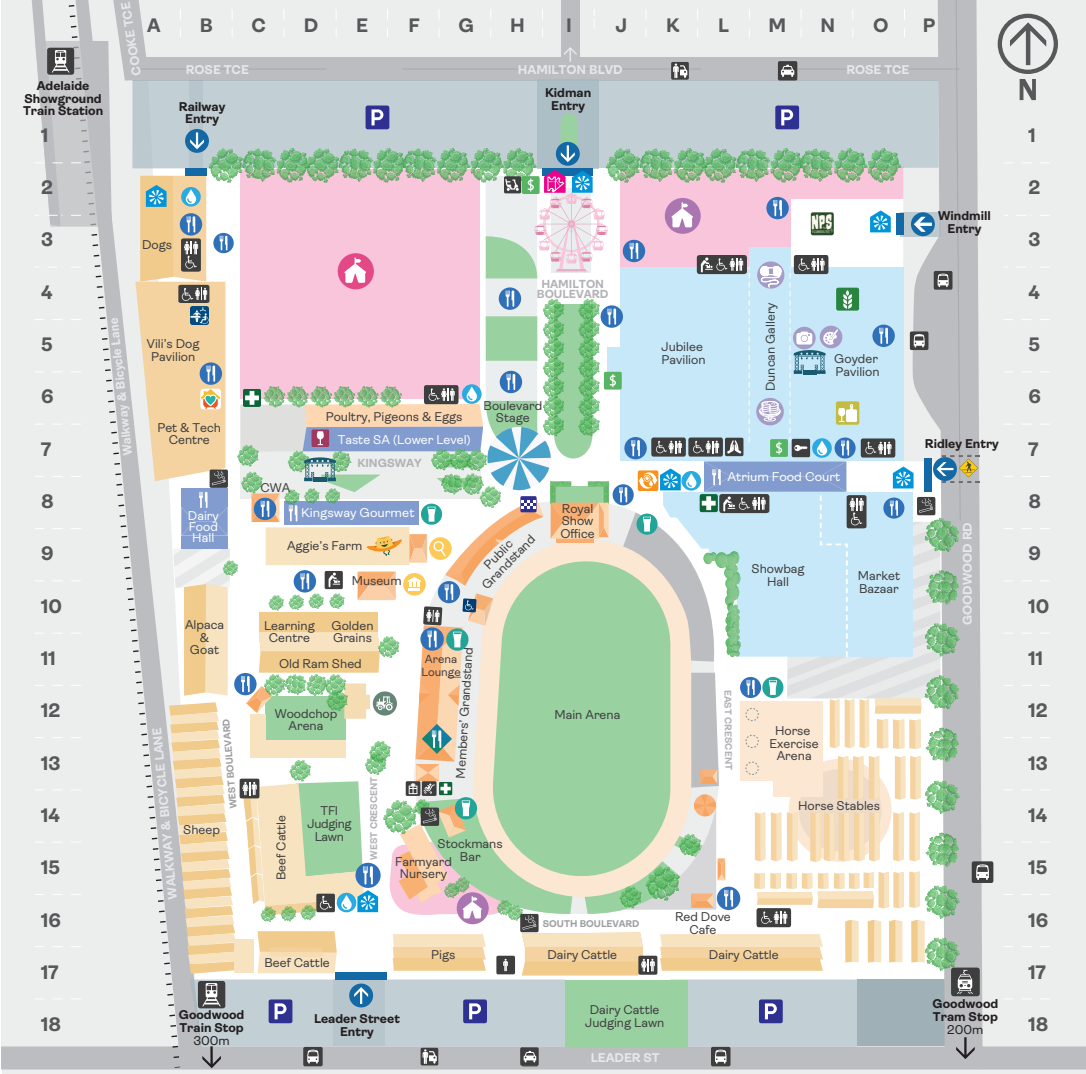 A B C D E F G H I J K L M N O P
COOKE TCE
ROSE TCE
HAMILTON BLVD
ROSE TCE
N
Adelaide
Showground
Train Station
Railway
Entry
Kidman
Entry
P
P
1
1
2
2
$
NPS
Windmill
Entry
3
3
Dogs
HAMILTON
BOULEVARD
4
4
Walkway & Bicycle Lane
Vili's Dog
Pavilion
5
5
Jubilee
Pavilion
Duncan Gallery
Goyder
Pavilion
$
6
6
Boulevard
Stage
Poultry, Pigeons & Eggs
Pet & Tech
Centre
Taste SA (Lower Level)
7
7
$
Ridley Entry
KINGSWAY
Atrium Food Court
CWA
8
8
Dairy
Food
Hall
Kingsway Gourmet
Royal
Show
Office
Public
Grandstand
Aggie's Farm
9
9
Showbag
Hall
Market
Bazaar
GOODWOOD RD
Museum
10
10
Alpaca
&
Goat
Learning
Centre
Golden
Grains
11
11
Old Ram Shed
Arena
Lounge
Members' Grandstand
12
12
Woodchop
Arena
Main Arena
EAST CRESCENT
Horse
Exercise
Arena
WEST BOULEVARD
13
13
WALKWAY & BICYCLE LANE
14
14
Sheep
Beef Cattle
TFI
Judging
Lawn
WEST CRESCENT
Horse Stables
Stockmans
Bar
15
15
Farmyard
Nursery
16
16
SOUTH BOULEVARD
Red Dove
Cafe
Beef Cattle
Pigs
Dairy Cattle
Dairy Cattle
17
17
Goodwood
Train Stop
300m
P
Leader Street
Entry
P
Dairy Cattle
Judging Lawn
P
Goodwood
Tram Stop
200m
18
18
LEADER ST